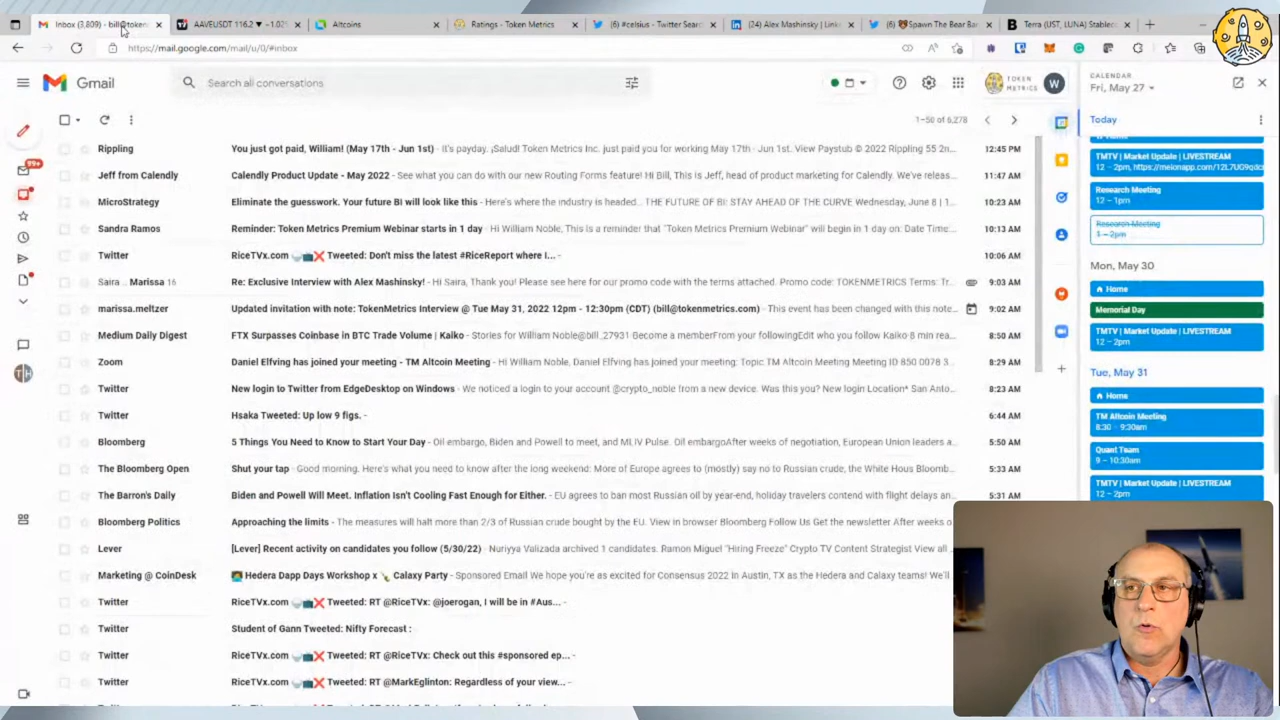 Inbox (3,809) - bill@token
AAVEUSDT 116.2 ▼ -1.02%
Altcoins
Ratings - Token Metrics
(6) #celsius - Twitter Searc
(24) Alex Mashinsky | Linke
(6) 🐻Spawn The Bear Ba
Terra (UST, LUNA) Stablec
https://mail.google.com/mail/u/0/#inbox
Gmail
Search all conversations
TOKEN METRICS
W
1–50 of 6,278
99+
Rippling You just got paid, William! (May 17th - Jun 1st) - It's payday. ¡Salud! Token Metrics Inc. just paid you for working May 17th - Jun 1st. View Paystub © 2022 Rippling 55 2n... 12:45 PM
Jeff from Calendly Calendly Product Update - May 2022 - See what you can do with our new Routing Forms feature! Hi Bill, This is Jeff, head of product marketing for Calendly. We've releas... 11:47 AM
MicroStrategy Eliminate the guesswork. Your future BI will look like this - Here's where the industry is headed... THE FUTURE OF BI: STAY AHEAD OF THE CURVE Wednesday, June 8 | 1... 10:23 AM
Sandra Ramos Reminder: Token Metrics Premium Webinar starts in 1 day - Hi William Noble, This is a reminder that "Token Metrics Premium Webinar" will begin in 1 day on: Date Time... 10:13 AM
Twitter RiceTVx.com 🍚📺❌ Tweeted: Don't miss the latest #RiceReport where I... - 10:06 AM
Saira .. Marissa 16 Re: Exclusive Interview with Alex Mashinsky! - Hi Saira, Thank you! Please see here for our promo code with the terms attached. Promo code: TOKENMETRICS Terms: Tr... 9:03 AM
marissa.meltzer Updated invitation with note: TokenMetrics Interview @ Tue May 31, 2022 12pm - 12:30pm (CDT) (bill@tokenmetrics.com) - This event has been changed with this note... 9:02 AM
Medium Daily Digest FTX Surpasses Coinbase in BTC Trade Volume | Kaiko - Stories for William Noble@bill_27931 · Become a memberFrom your followingEdit who you follow Kaiko·8 min rea... 8:50 AM
Zoom Daniel Elfving has joined your meeting - TM Altcoin Meeting - Hi William Noble, Daniel Elfving has joined your meeting: Topic TM Altcoin Meeting Meeting ID 850 0078 3... 8:29 AM
Twitter New login to Twitter from EdgeDesktop on Windows - We noticed a login to your account @crypto_noble from a new device. Was this you? New login Location* San Anto... 8:23 AM
Twitter Hsaka Tweeted: Up low 9 figs. - 6:44 AM
Bloomberg 5 Things You Need to Know to Start Your Day - Oil embargo, Biden and Powell to meet, and MLIV Pulse. Oil embargoAfter weeks of negotiation, European Union leaders a... 5:50 AM
The Bloomberg Open Shut your tap - Good morning. Here's what you need to know after the long weekend: More of Europe agrees to (mostly) say no to Russian crude, the White Hous Bloomb... 5:33 AM
The Barron's Daily Biden and Powell Will Meet. Inflation Isn't Cooling Fast Enough for Either. - EU agrees to ban most Russian oil by year-end, holiday travelers contend with flight delays an... 5:31 AM
Bloomberg Politics Approaching the limits - The measures will halt more than 2/3 of Russian crude bought by the EU. View in browser Bloomberg Follow Us Get the newsletter After weeks o
Lever [Lever] Recent activity on candidates you follow (5/30/22) - Nuriyya Valizada archived 1 candidates. Ramon Miguel "Hiring Freeze" Crypto TV Content Strategist View all
Marketing @ CoinDesk Hedera Dapp Days Workshop x Calaxy Party - Sponsored Email We hope you're as excited for Consensus 2022 in Austin, TX as the Hedera and Calaxy teams! We'll
Twitter RiceTVx.com 🍚📺❌ Tweeted: RT @RiceTVx: @joerogan, I will be in #Aus... -
Twitter Student of Gann Tweeted: Nifty Forecast : -
Twitter RiceTVx.com 🍚📺❌ Tweeted: RT @RiceTVx: Check out this #sponsored ep... -
Twitter RiceTVx.com 🍚📺❌ Tweeted: RT @MarkEglinton: Regardless of your view... -
CALENDAR
Fri, May 27
Today
TMTV | Market Update | LIVESTREAM
Research Meeting
12 – 1pm
Research Meeting
1 – 2pm
Mon, May 30
Home
Memorial Day
TMTV | Market Update | LIVESTREAM
12 – 2pm
Tue, May 31
Home
TM Altcoin Meeting
8:30 – 9:30am
Quant Team
9 – 10:30am
TMTV | Market Update | LIVESTREAM
12 – 2pm